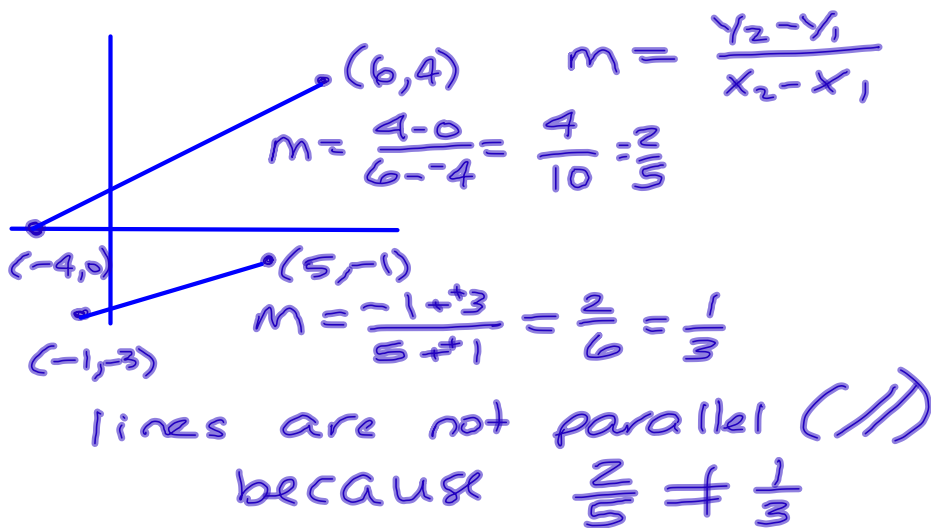 (6,4)
m = y₂-y₁ / x₂-x₁
m = 4-0 / 6--4 = 4/10 = 2/5
(-4,0)
(5,-1)
m = -1++3 / 5++1 = 2/6 = 1/3
(-1,-3)
lines are not parallel (//)
because 2/5 ≠ 1/3